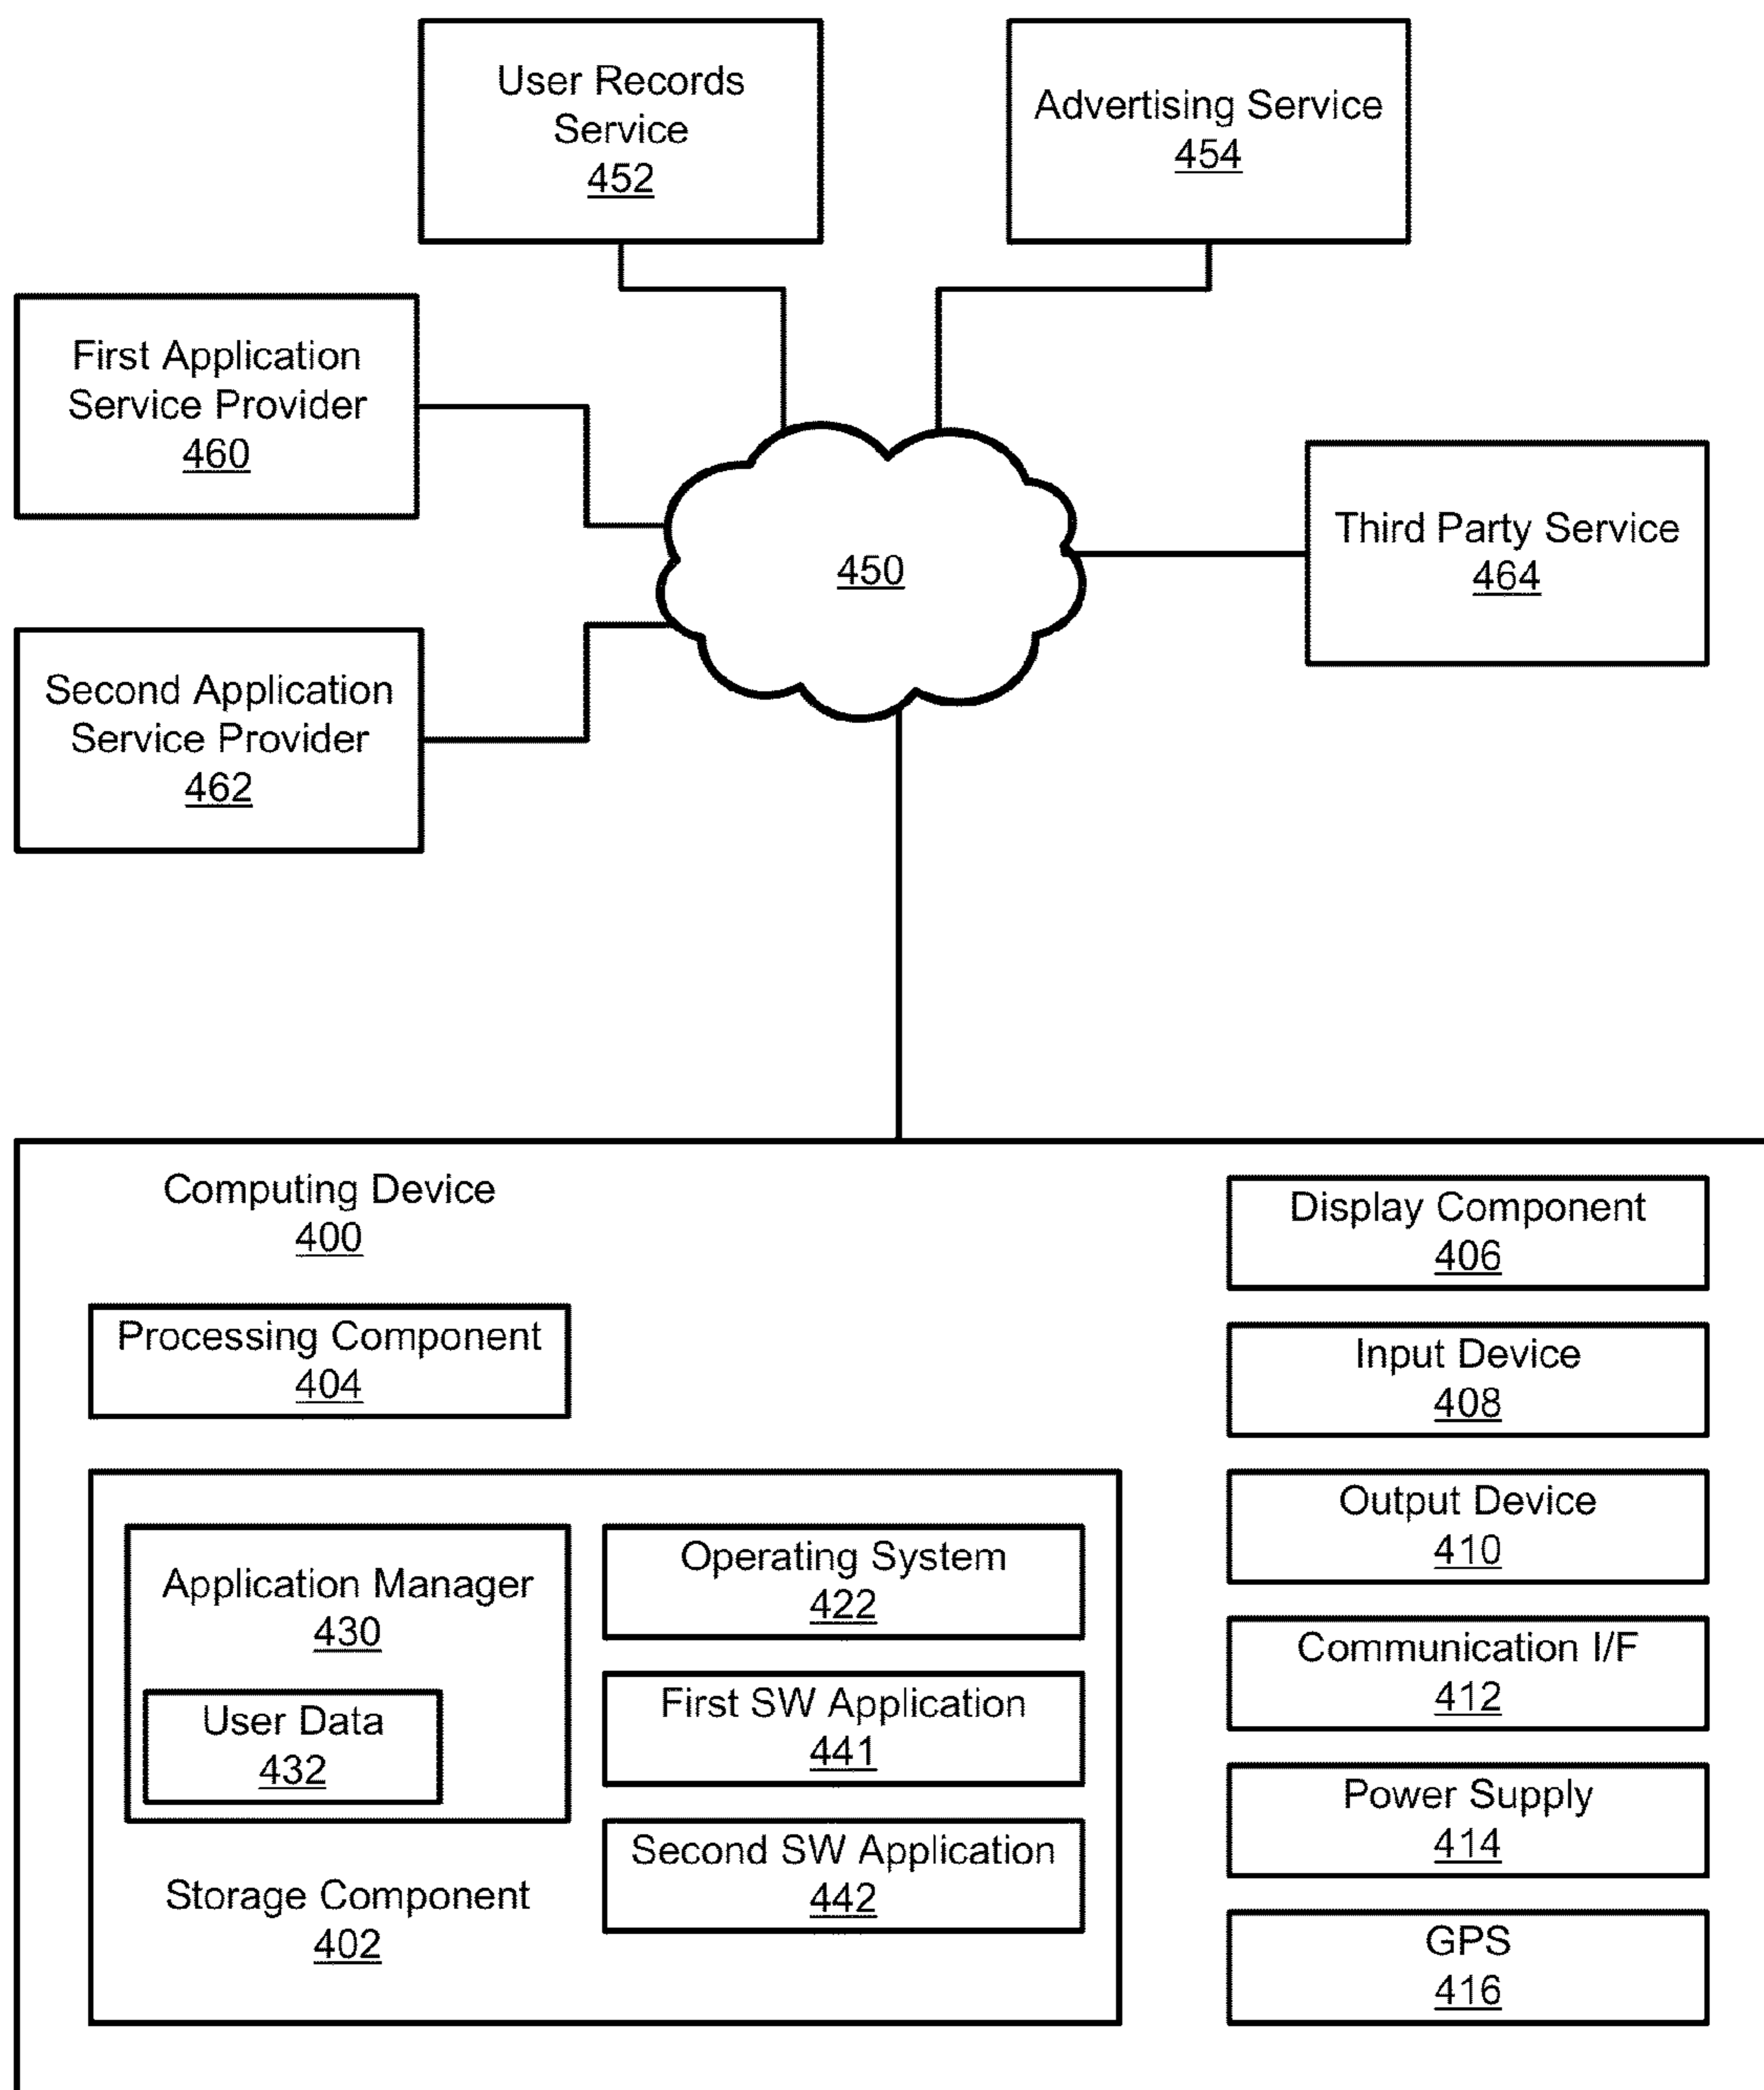 User Records
Service
452
Advertising Service
454
First Application
Service Provider
460
Third Party Service
464
450
Second Application
Service Provider
462
Computing Device
400
Processing Component
404
Application Manager
430
User Data
432
Storage Component
402
Operating System
422
First SW Application
441
Second SW Application
442
Display Component
406
Input Device
408
Output Device
410
Communication I/F
412
Power Supply
414
GPS
416